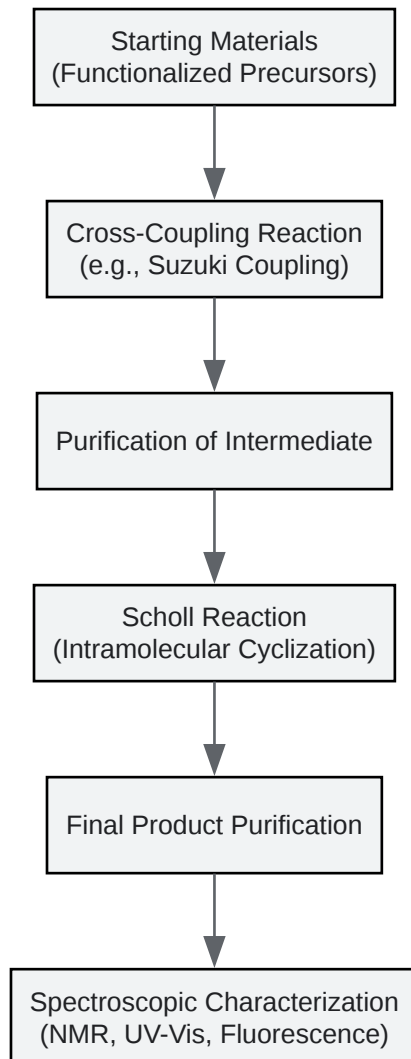 Starting Materials
(Functionalized Precursors)
Cross-Coupling Reaction
(e.g., Suzuki Coupling)
Purification of Intermediate
Scholl Reaction
(Intramolecular Cyclization)
Final Product Purification
Spectroscopic Characterization
(NMR, UV-Vis, Fluorescence)